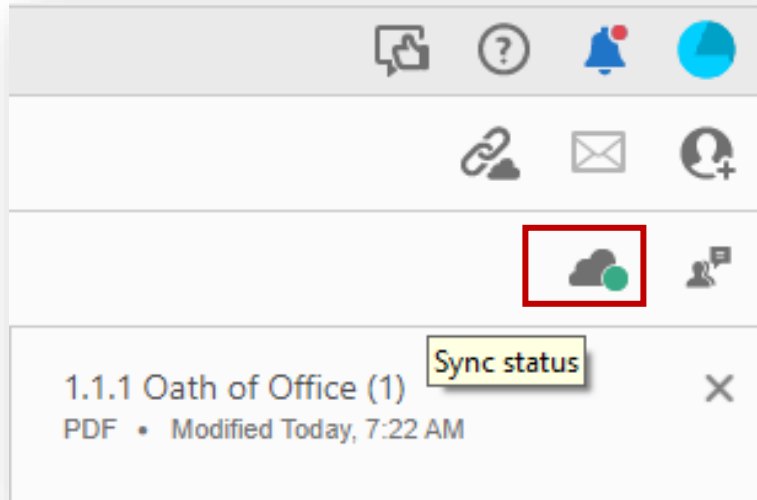 Sync status
1.1.1 Oath of Office (1)
PDF • Modified Today, 7:22 AM